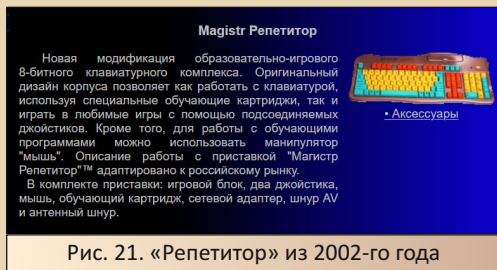 Magistr Репетитор
Новая модификация образовательно-игрового
8-битного клавиатурного комплекса. Оригинальный
дизайн корпуса позволяет как работать с клавиатурой,
используя специальные обучающие картриджи, так и
играть в любимые игры с помощью подсоединяемых
джойстиков. Кроме того, для работы с обучающими
программами можно использовать манипулятор
"мышь". Описание работы с приставкой "Магистр
Репетитор"™ адаптировано к российскому рынку.
В комплекте приставки: игровой блок, два джойстика,
мышь, обучающий картридж, сетевой адаптер, шнур AV
и антенный шнур.
▪ Аксессуары
Рис. 21. «Репетитор» из 2002-го года